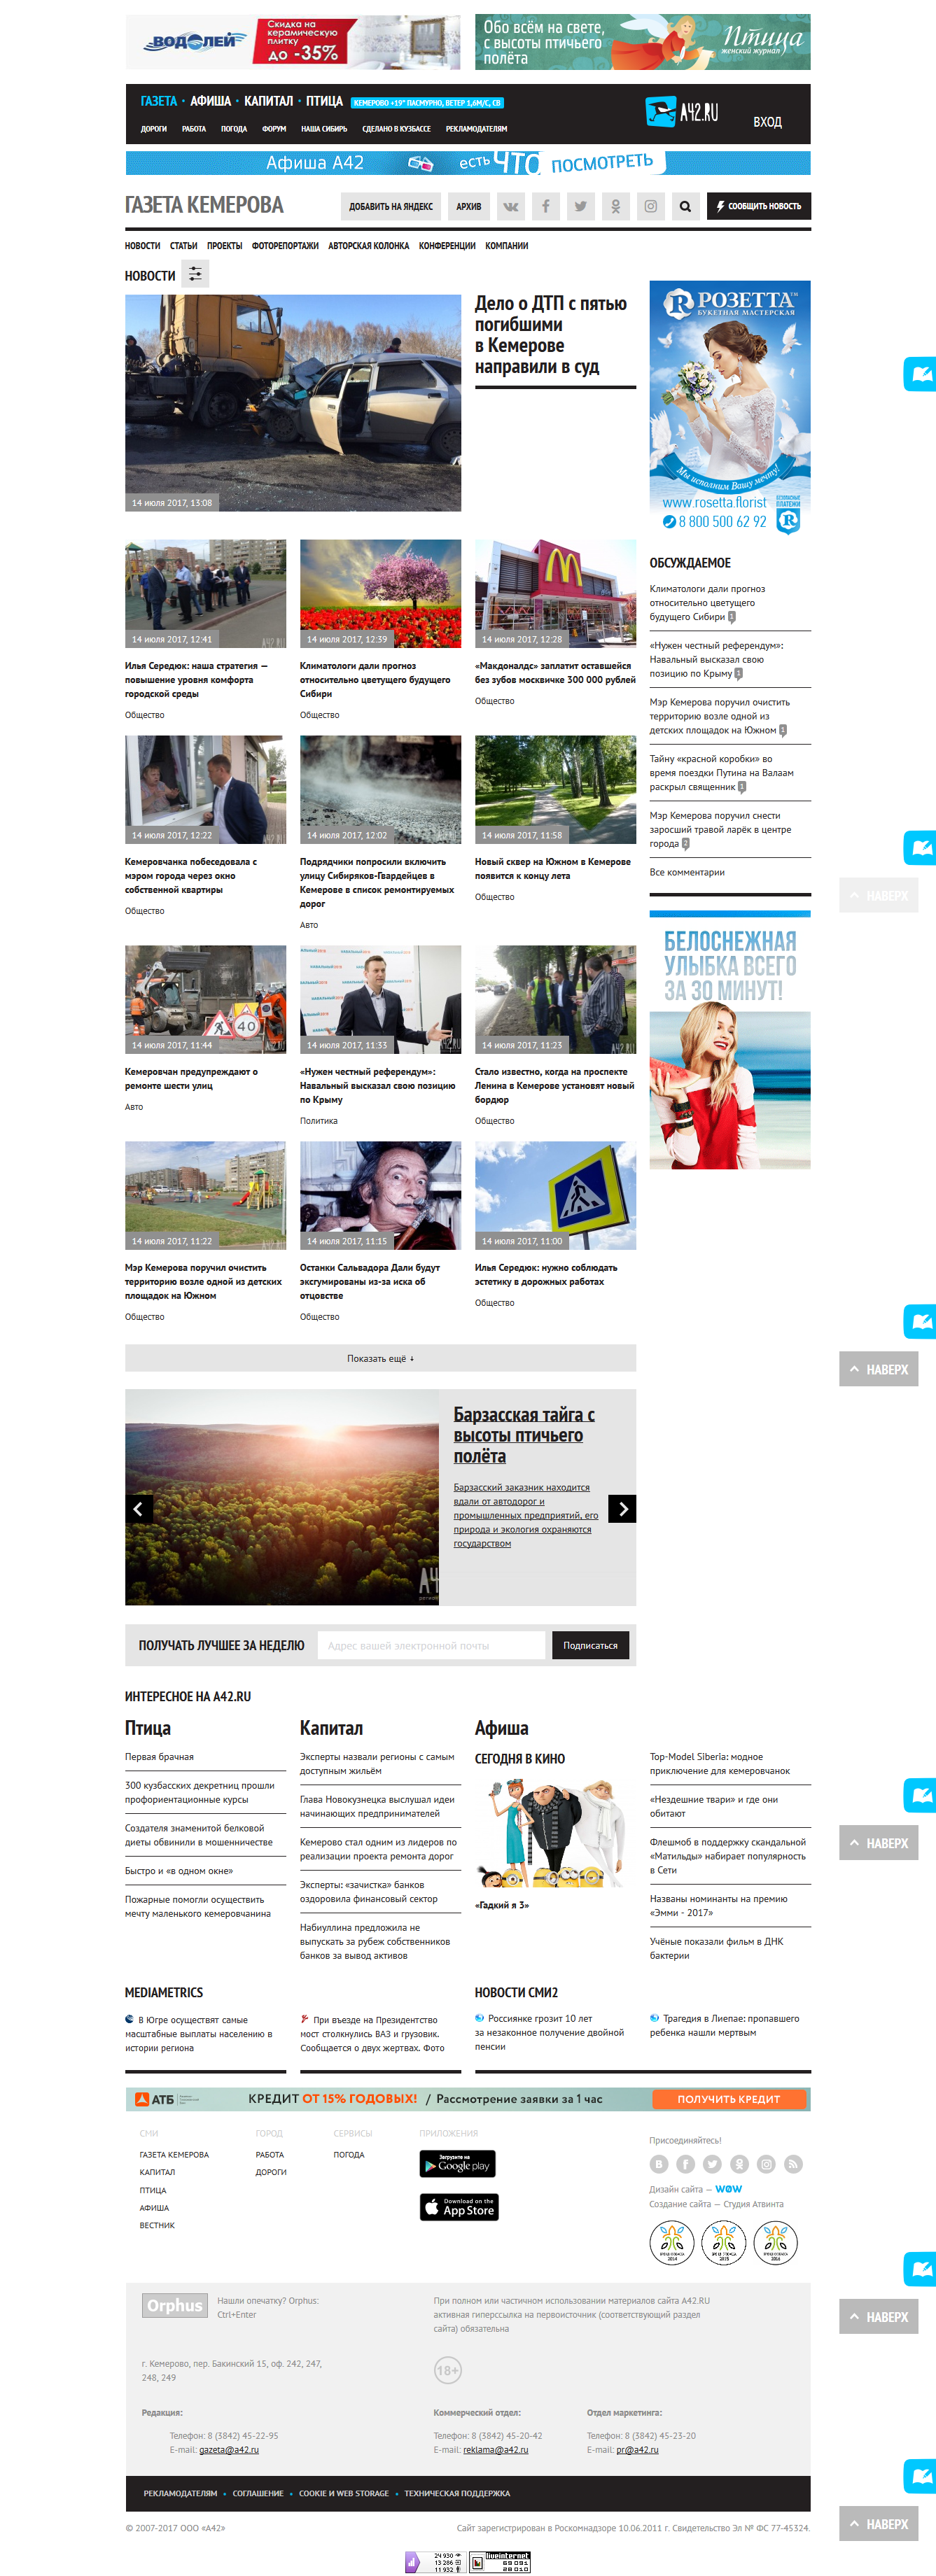 ВОДОЛЕЙ
Скидка на
керамическую
плитку
до -35%
Обо всём на свете,
с высоты птичьего
полёта
Птица
женский журнал
ГАЗЕТА • АФИША • КАПИТАЛ • ПТИЦА
КЕМЕРОВО +19° ПАСМУРНО, ВЕТЕР 1,6М/С, СВ
ДОРОГИ РАБОТА ПОГОДА ФОРУМ НАША СИБИРЬ СДЕЛАНО В КУЗБАССЕ РЕКЛАМОДАТЕЛЯМ
A42.RU
ВХОД
Афиша А42 есть ЧТО ПОСМОТРЕТЬ
ГАЗЕТА КЕМЕРОВА
ДОБАВИТЬ НА ЯНДЕКС
АРХИВ
СООБЩИТЬ НОВОСТЬ
НОВОСТИ СТАТЬИ ПРОЕКТЫ ФОТОРЕПОРТАЖИ АВТОРСКАЯ КОЛОНКА КОНФЕРЕНЦИИ КОМПАНИИ
НОВОСТИ
14 июля 2017, 13:08
Дело о ДТП с пятью
погибшими
в Кемерове
направили в суд
РОЗЕТТА
БУКЕТНАЯ МАСТЕРСКАЯ
Мы исполним Вашу мечту!
www.rosetta.florist
8 800 500 62 92
БЕЗОПАСНЫЕ
ПЛАТЕЖИ
14 июля 2017, 12:41
Илья Середюк: наша стратегия —
повышение уровня комфорта
городской среды
Общество
14 июля 2017, 12:39
Климатологи дали прогноз
относительно цветущего будущего
Сибири
Общество
14 июля 2017, 12:28
«Макдоналдс» заплатит оставшейся
без зубов москвичке 300 000 рублей
Общество
14 июля 2017, 12:22
Кемеровчанка побеседовала с
мэром города через окно
собственной квартиры
Общество
14 июля 2017, 12:02
Подрядчики попросили включить
улицу Сибиряков-Гвардейцев в
Кемерове в список ремонтируемых
дорог
Авто
14 июля 2017, 11:58
Новый сквер на Южном в Кемерове
появится к концу лета
Общество
14 июля 2017, 11:44
Кемеровчан предупреждают о
ремонте шести улиц
Авто
14 июля 2017, 11:33
«Нужен честный референдум»:
Навальный высказал свою позицию
по Крыму
Политика
14 июля 2017, 11:23
Стало известно, когда на проспекте
Ленина в Кемерове установят новый
бордюр
Общество
14 июля 2017, 11:22
Мэр Кемерова поручил очистить
территорию возле одной из детских
площадок на Южном
Общество
14 июля 2017, 11:15
Останки Сальвадора Дали будут
эксгумированы из-за иска об
отцовстве
Общество
14 июля 2017, 11:00
Илья Середюк: нужно соблюдать
эстетику в дорожных работах
Общество
ОБСУЖДАЕМОЕ
Климатологи дали прогноз
относительно цветущего
будущего Сибири 1
«Нужен честный референдум»:
Навальный высказал свою
позицию по Крыму 1
Мэр Кемерова поручил очистить
территорию возле одной из
детских площадок на Южном 1
Тайну «красной коробки» во
время поездки Путина на Валаам
раскрыл священник 1
Мэр Кемерова поручил снести
заросший травой ларёк в центре
города 2
Все комментарии
БЕЛОСНЕЖНАЯ
УЛЫБКА ВСЕГО
ЗА 30 МИНУТ!
НАВЕРХ
НАВЕРХ
Показать ещё ↓
Барзасская тайга с
высоты птичьего
полёта
Барзасский заказник находится
вдали от автодорог и
промышленных предприятий, его
природа и экология охраняются
государством
ПОЛУЧАТЬ ЛУЧШЕЕ ЗА НЕДЕЛЮ
Адрес вашей электронной почты
Подписаться
ИНТЕРЕСНОЕ НА A42.RU
Птица
Первая брачная
300 кузбасских декретниц прошли
профориентационные курсы
Создателя знаменитой белковой
диеты обвинили в мошенничестве
Быстро и «в одном окне»
Пожарные помогли осуществить
мечту маленького кемеровчанина
Капитал
Эксперты назвали регионы с самым
доступным жильём
Глава Новокузнецка выслушал идеи
начинающих предпринимателей
Кемерово стал одним из лидеров по
реализации проекта ремонта дорог
Эксперты: «зачистка» банков
оздоровила финансовый сектор
Набиуллина предложила не
выпускать за рубеж собственников
банков за вывод активов
Афиша
СЕГОДНЯ В КИНО
«Гадкий я 3»
Top-Model Siberia: модное
приключение для кемеровчанок
«Нездешние твари» и где они
обитают
Флешмоб в поддержку скандальной
«Матильды» набирает популярность
в Сети
Названы номинанты на премию
«Эмми - 2017»
Учёные показали фильм в ДНК
бактерии
НАВЕРХ
MEDIAMETRICS
В Югре осуществят самые
масштабные выплаты населению в
истории региона
При въезде на Президентство
мост столкнулись ВАЗ и грузовик.
Сообщается о двух жертвах. Фото
НОВОСТИ СМИ2
Россиянке грозит 10 лет
за незаконное получение двойной
пенсии
Трагедия в Лиепае: пропавшего
ребенка нашли мертвым
АТБ
КРЕДИТ ОТ 15% ГОДОВЫХ! / Рассмотрение заявки за 1 час
ПОЛУЧИТЬ КРЕДИТ
СМИ
ГАЗЕТА КЕМЕРОВА
КАПИТАЛ
ПТИЦА
АФИША
ВЕСТНИК
ГОРОД
РАБОТА
ДОРОГИ
СЕРВИСЫ
ПОГОДА
ПРИЛОЖЕНИЯ
Загрузите на
Google play
Download on the
App Store
Присоединяйтесь!
Дизайн сайта — WOW
Создание сайта — Студия Атвинта
2014
2015
2016
НАВЕРХ
Orphus
Нашли опечатку? Orphus:
Ctrl+Enter
При полном или частичном использовании материалов сайта A42.RU
активная гиперссылка на первоисточник (соответствующий раздел
сайта) обязательна
г. Кемерово, пер. Бакинский 15, оф. 242, 247,
248, 249
18+
Редакция:
Телефон: 8 (3842) 45-22-95
E-mail: gazeta@a42.ru
Коммерческий отдел:
Телефон: 8 (3842) 45-20-42
E-mail: reklama@a42.ru
Отдел маркетинга:
Телефон: 8 (3842) 45-23-20
E-mail: pr@a42.ru
РЕКЛАМОДАТЕЛЯМ • СОГЛАШЕНИЕ • COOKIE И WEB STORAGE • ТЕХНИЧЕСКАЯ ПОДДЕРЖКА
НАВЕРХ
© 2007-2017 ООО «А42»
Сайт зарегистрирован в Роскомнадзоре 10.06.2011 г. Свидетельство Эл № ФС 77-45324.
24 930
13 286
11 932
liveinternet
69 091
28 010